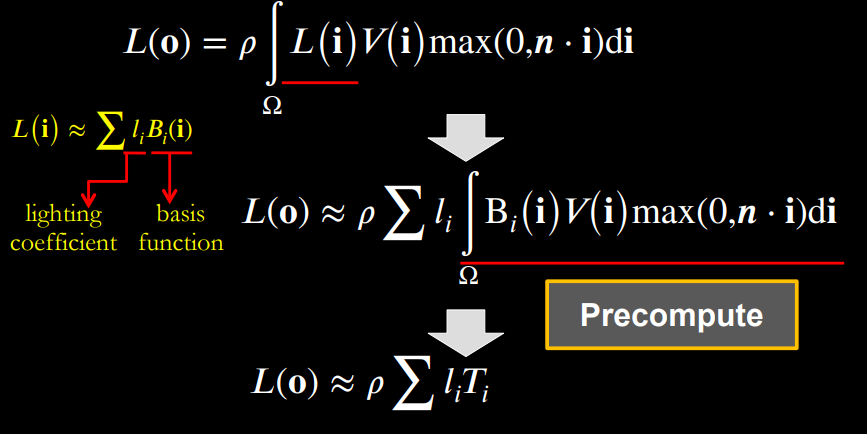 L(o) = ρ ∫_Ω L(i)V(i)max(0,n · i)di
L(i) ≈ ∑ l_i B_i(i)
lighting coefficient
basis function
L(o) ≈ ρ ∑ l_i ∫_Ω B_i(i)V(i)max(0,n · i)di
Precompute
L(o) ≈ ρ ∑ l_i T_i